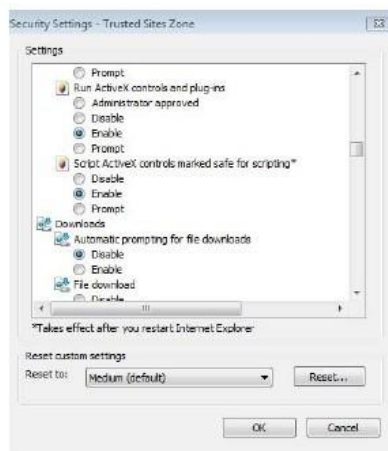 Security Settings - Trusted Sites Zone
Settings
Prompt
Run ActiveX controls and plug-ins
Administrator approved
Disable
Enable
Prompt
Script ActiveX controls marked safe for scripting*
Disable
Enable
Prompt
Downloads
Automatic prompting for file downloads
Disable
Enable
File download
Disable
*Takes effect after you restart Internet Explorer
Reset custom settings
Reset to: Medium (default) Reset...
OK Cancel